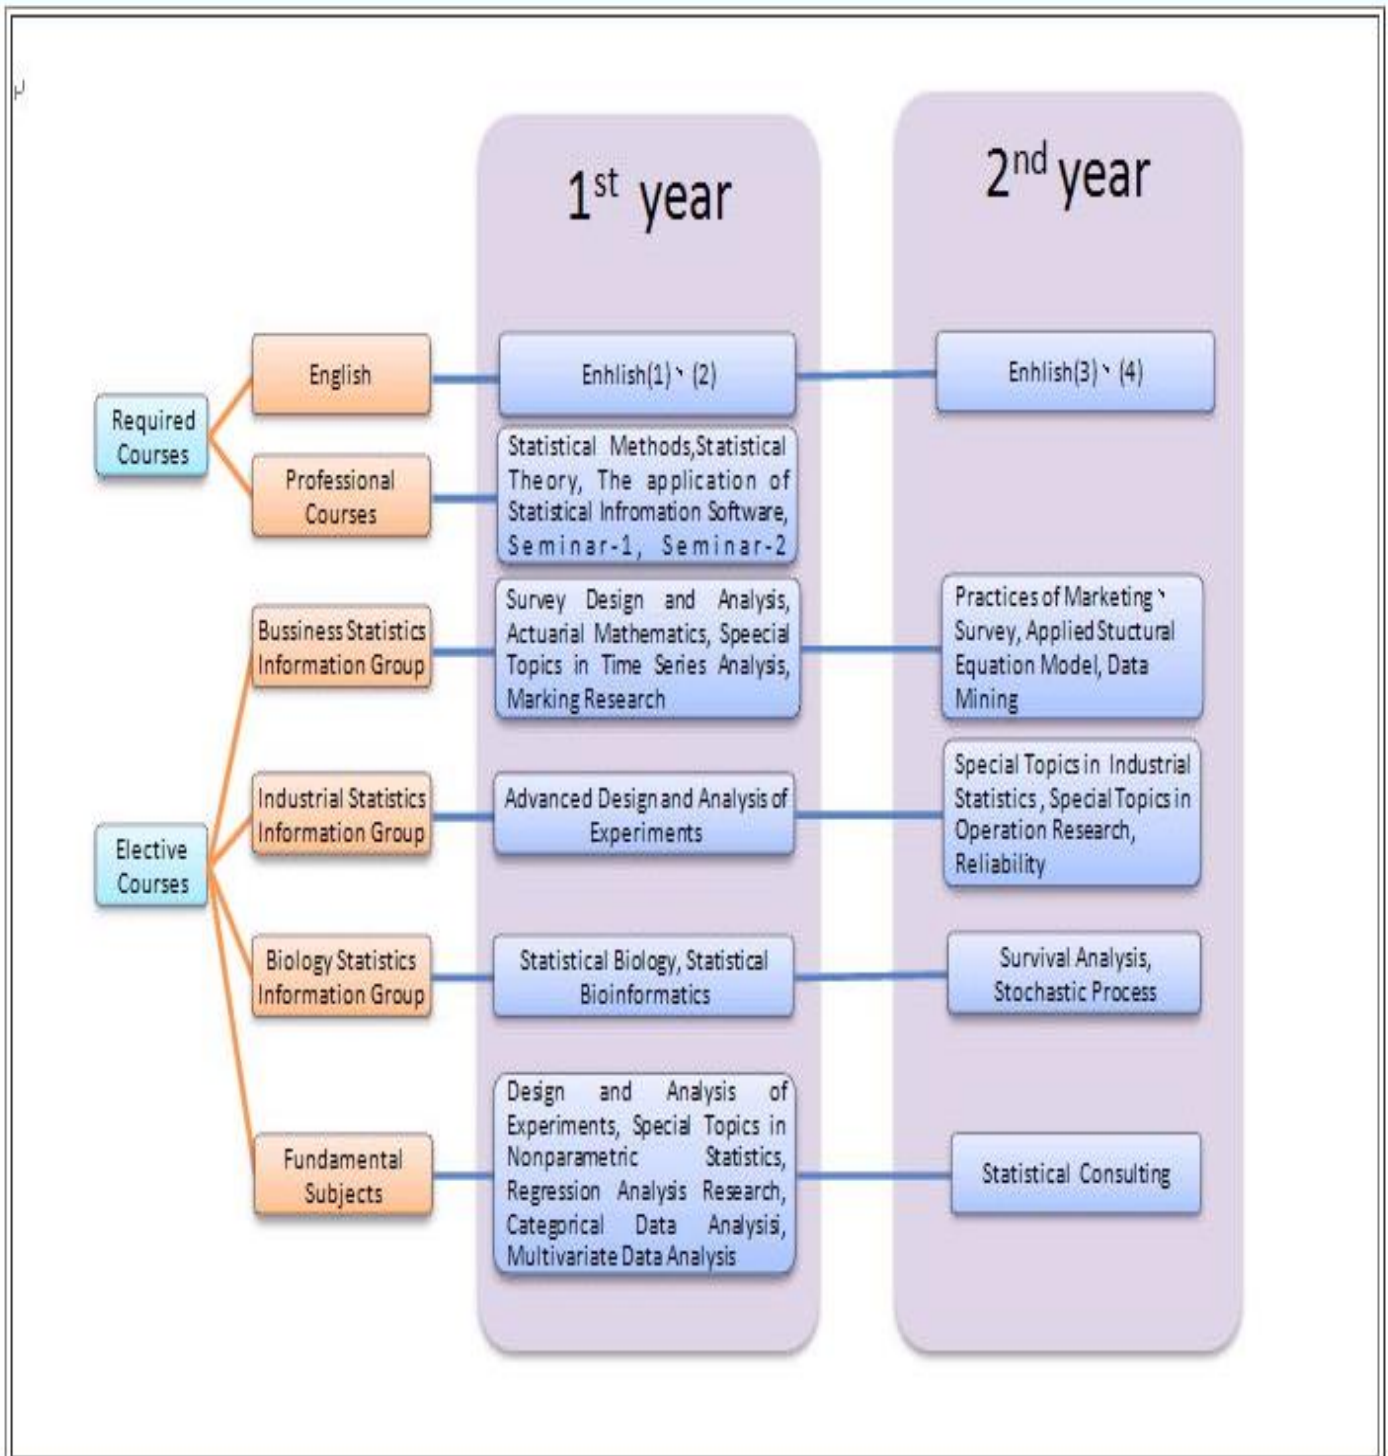 1st year
2nd year
Required
Courses
English
Enhlish(1)、(2)
Enhlish(3)、(4)
Professional
Courses
Statistical Methods,Statistical
Theory, The application of
Statistical Infromation Software,
Seminar-1, Seminar-2
Elective
Courses
Bussiness Statistics
Information Group
Survey Design and Analysis,
Actuarial Mathematics, Speecial
Topics in Time Series Analysis,
Marking Research
Practices of Marketing、
Survey, Applied Stuctural
Equation Model, Data
Mining
Industrial Statistics
Information Group
Advanced Design and Analysis of
Experiments
Special Topics in Industrial
Statistics , Special Topics in
Operation Research,
Reliability
Biology Statistics
Information Group
Statistical Biology, Statistical
Bioinformatics
Survival Analysis,
Stochastic Process
Fundamental
Subjects
Design and Analysis of
Experiments, Special Topics in
Nonparametric Statistics,
Regression Analysis Research,
Categorical Data Analysisi,
Multivariate Data Analysis
Statistical Consulting